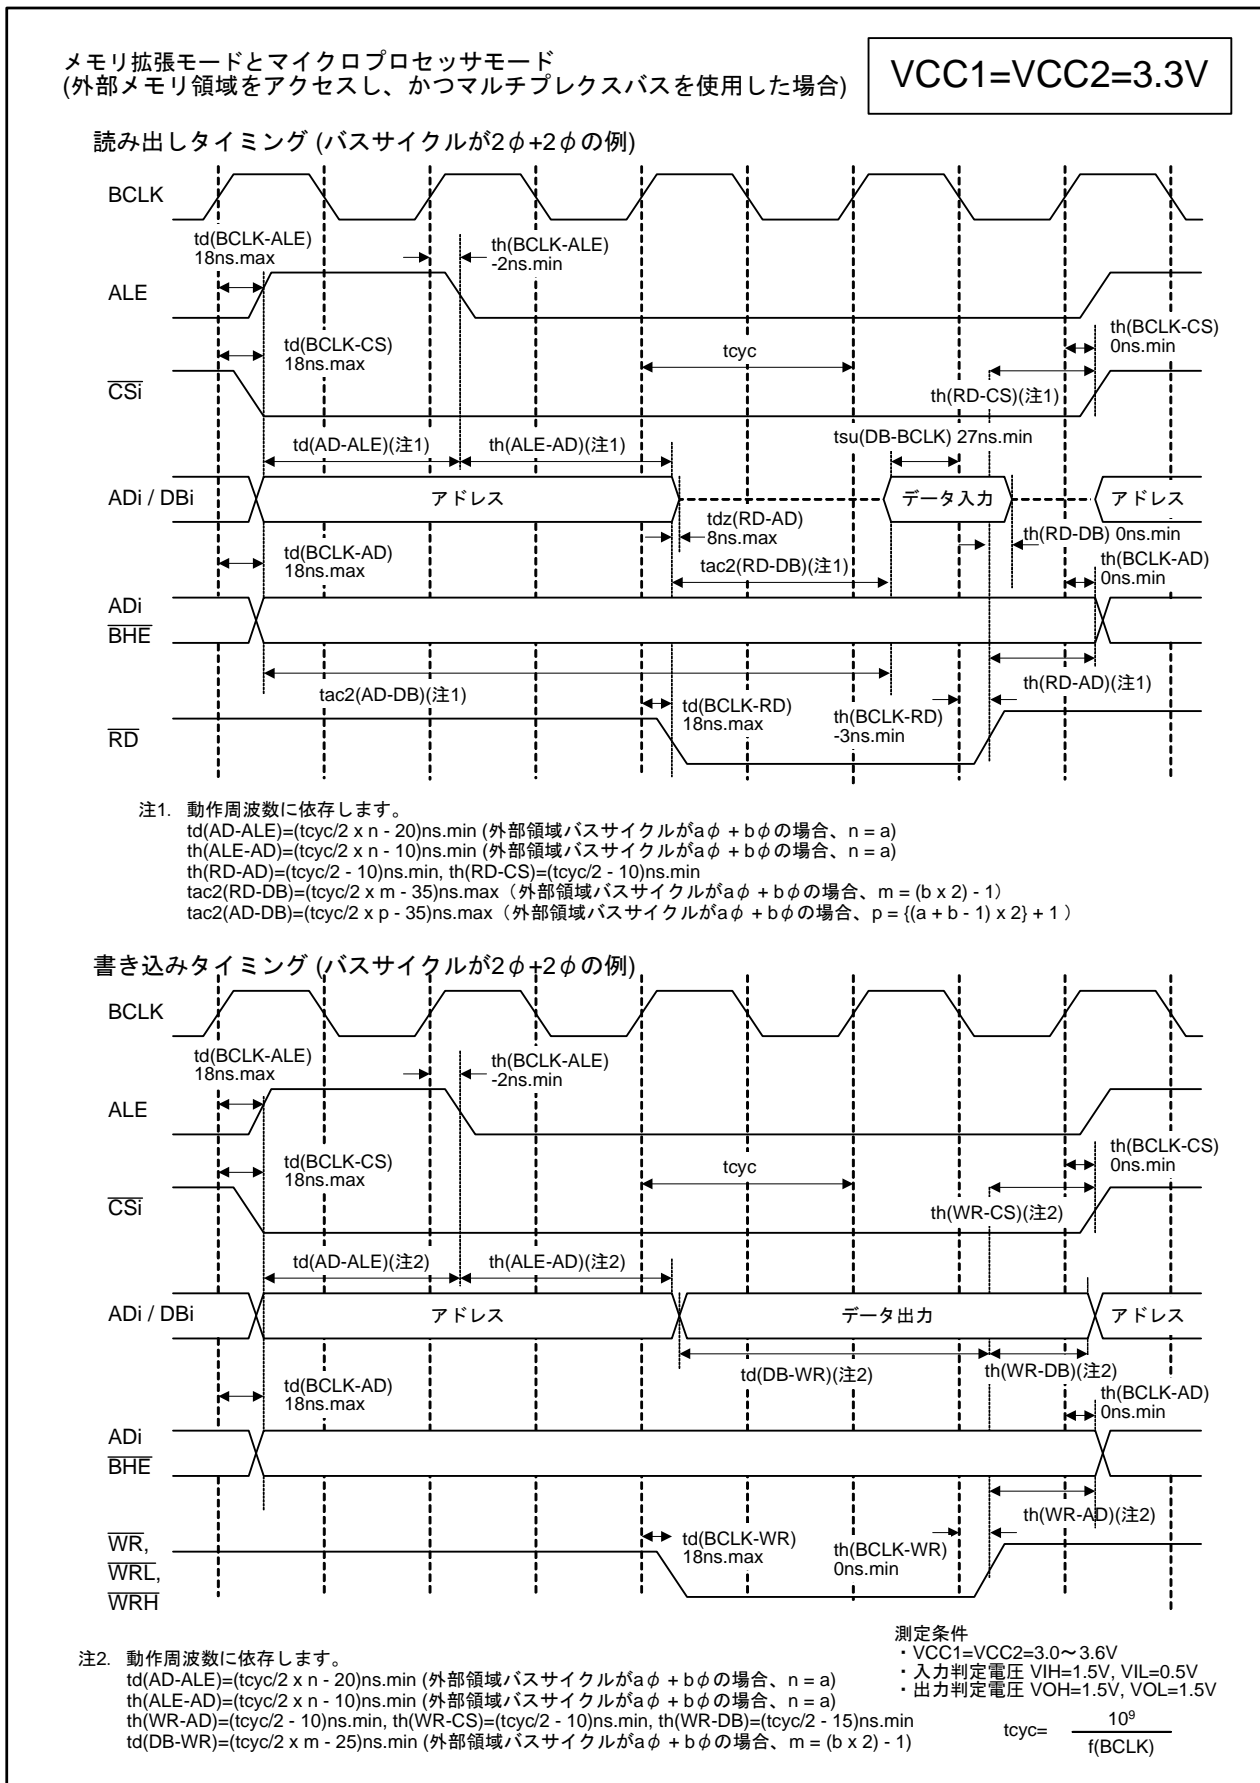 メモリ拡張モードとマイクロプロセッサモード
(外部メモリ領域をアクセスし、かつマルチプレクスバスを使用した場合)
VCC1=VCC2=3.3V
読み出しタイミング (バスサイクルが2φ+2φの例)
BCLK
td(BCLK-ALE)
18ns.max
th(BCLK-ALE)
-2ns.min
ALE
td(BCLK-CS)
18ns.max
tcyc
th(BCLK-CS)
0ns.min
CSi
th(RD-CS)(注1)
td(AD-ALE)(注1)
th(ALE-AD)(注1)
tsu(DB-BCLK) 27ns.min
ADi / DBi
アドレス
データ入力
アドレス
tdz(RD-AD)
8ns.max
th(RD-DB) 0ns.min
td(BCLK-AD)
18ns.max
tac2(RD-DB)(注1)
th(BCLK-AD)
0ns.min
ADi
BHE
tac2(AD-DB)(注1)
th(RD-AD)(注1)
td(BCLK-RD)
18ns.max
th(BCLK-RD)
-3ns.min
RD
注1. 動作周波数に依存します。
td(AD-ALE)=(tcyc/2 x n - 20)ns.min (外部領域バスサイクルがaφ + bφの場合、n = a)
th(ALE-AD)=(tcyc/2 x n - 10)ns.min (外部領域バスサイクルがaφ + bφの場合、n = a)
th(RD-AD)=(tcyc/2 - 10)ns.min, th(RD-CS)=(tcyc/2 - 10)ns.min
tac2(RD-DB)=(tcyc/2 x m - 35)ns.max（外部領域バスサイクルがaφ + bφの場合、m = (b x 2) - 1）
tac2(AD-DB)=(tcyc/2 x p - 35)ns.max（外部領域バスサイクルがaφ + bφの場合、p = {(a + b - 1) x 2} + 1 ）
書き込みタイミング (バスサイクルが2φ+2φの例)
BCLK
td(BCLK-ALE)
18ns.max
th(BCLK-ALE)
-2ns.min
ALE
td(BCLK-CS)
18ns.max
tcyc
th(BCLK-CS)
0ns.min
CSi
th(WR-CS)(注2)
td(AD-ALE)(注2)
th(ALE-AD)(注2)
ADi / DBi
アドレス
データ出力
アドレス
td(DB-WR)(注2)
th(WR-DB)(注2)
td(BCLK-AD)
18ns.max
th(BCLK-AD)
0ns.min
ADi
BHE
th(WR-AD)(注2)
td(BCLK-WR)
18ns.max
th(BCLK-WR)
0ns.min
WR,
WRL,
WRH
注2. 動作周波数に依存します。
td(AD-ALE)=(tcyc/2 x n - 20)ns.min (外部領域バスサイクルがaφ + bφの場合、n = a)
th(ALE-AD)=(tcyc/2 x n - 10)ns.min (外部領域バスサイクルがaφ + bφの場合、n = a)
th(WR-AD)=(tcyc/2 - 10)ns.min, th(WR-CS)=(tcyc/2 - 10)ns.min, th(WR-DB)=(tcyc/2 - 15)ns.min
td(DB-WR)=(tcyc/2 x m - 25)ns.min (外部領域バスサイクルがaφ + bφの場合、m = (b x 2) - 1)
測定条件
・VCC1=VCC2=3.0～3.6V
・入力判定電圧 VIH=1.5V, VIL=0.5V
・出力判定電圧 VOH=1.5V, VOL=1.5V
tcyc= 10⁹
f(BCLK)